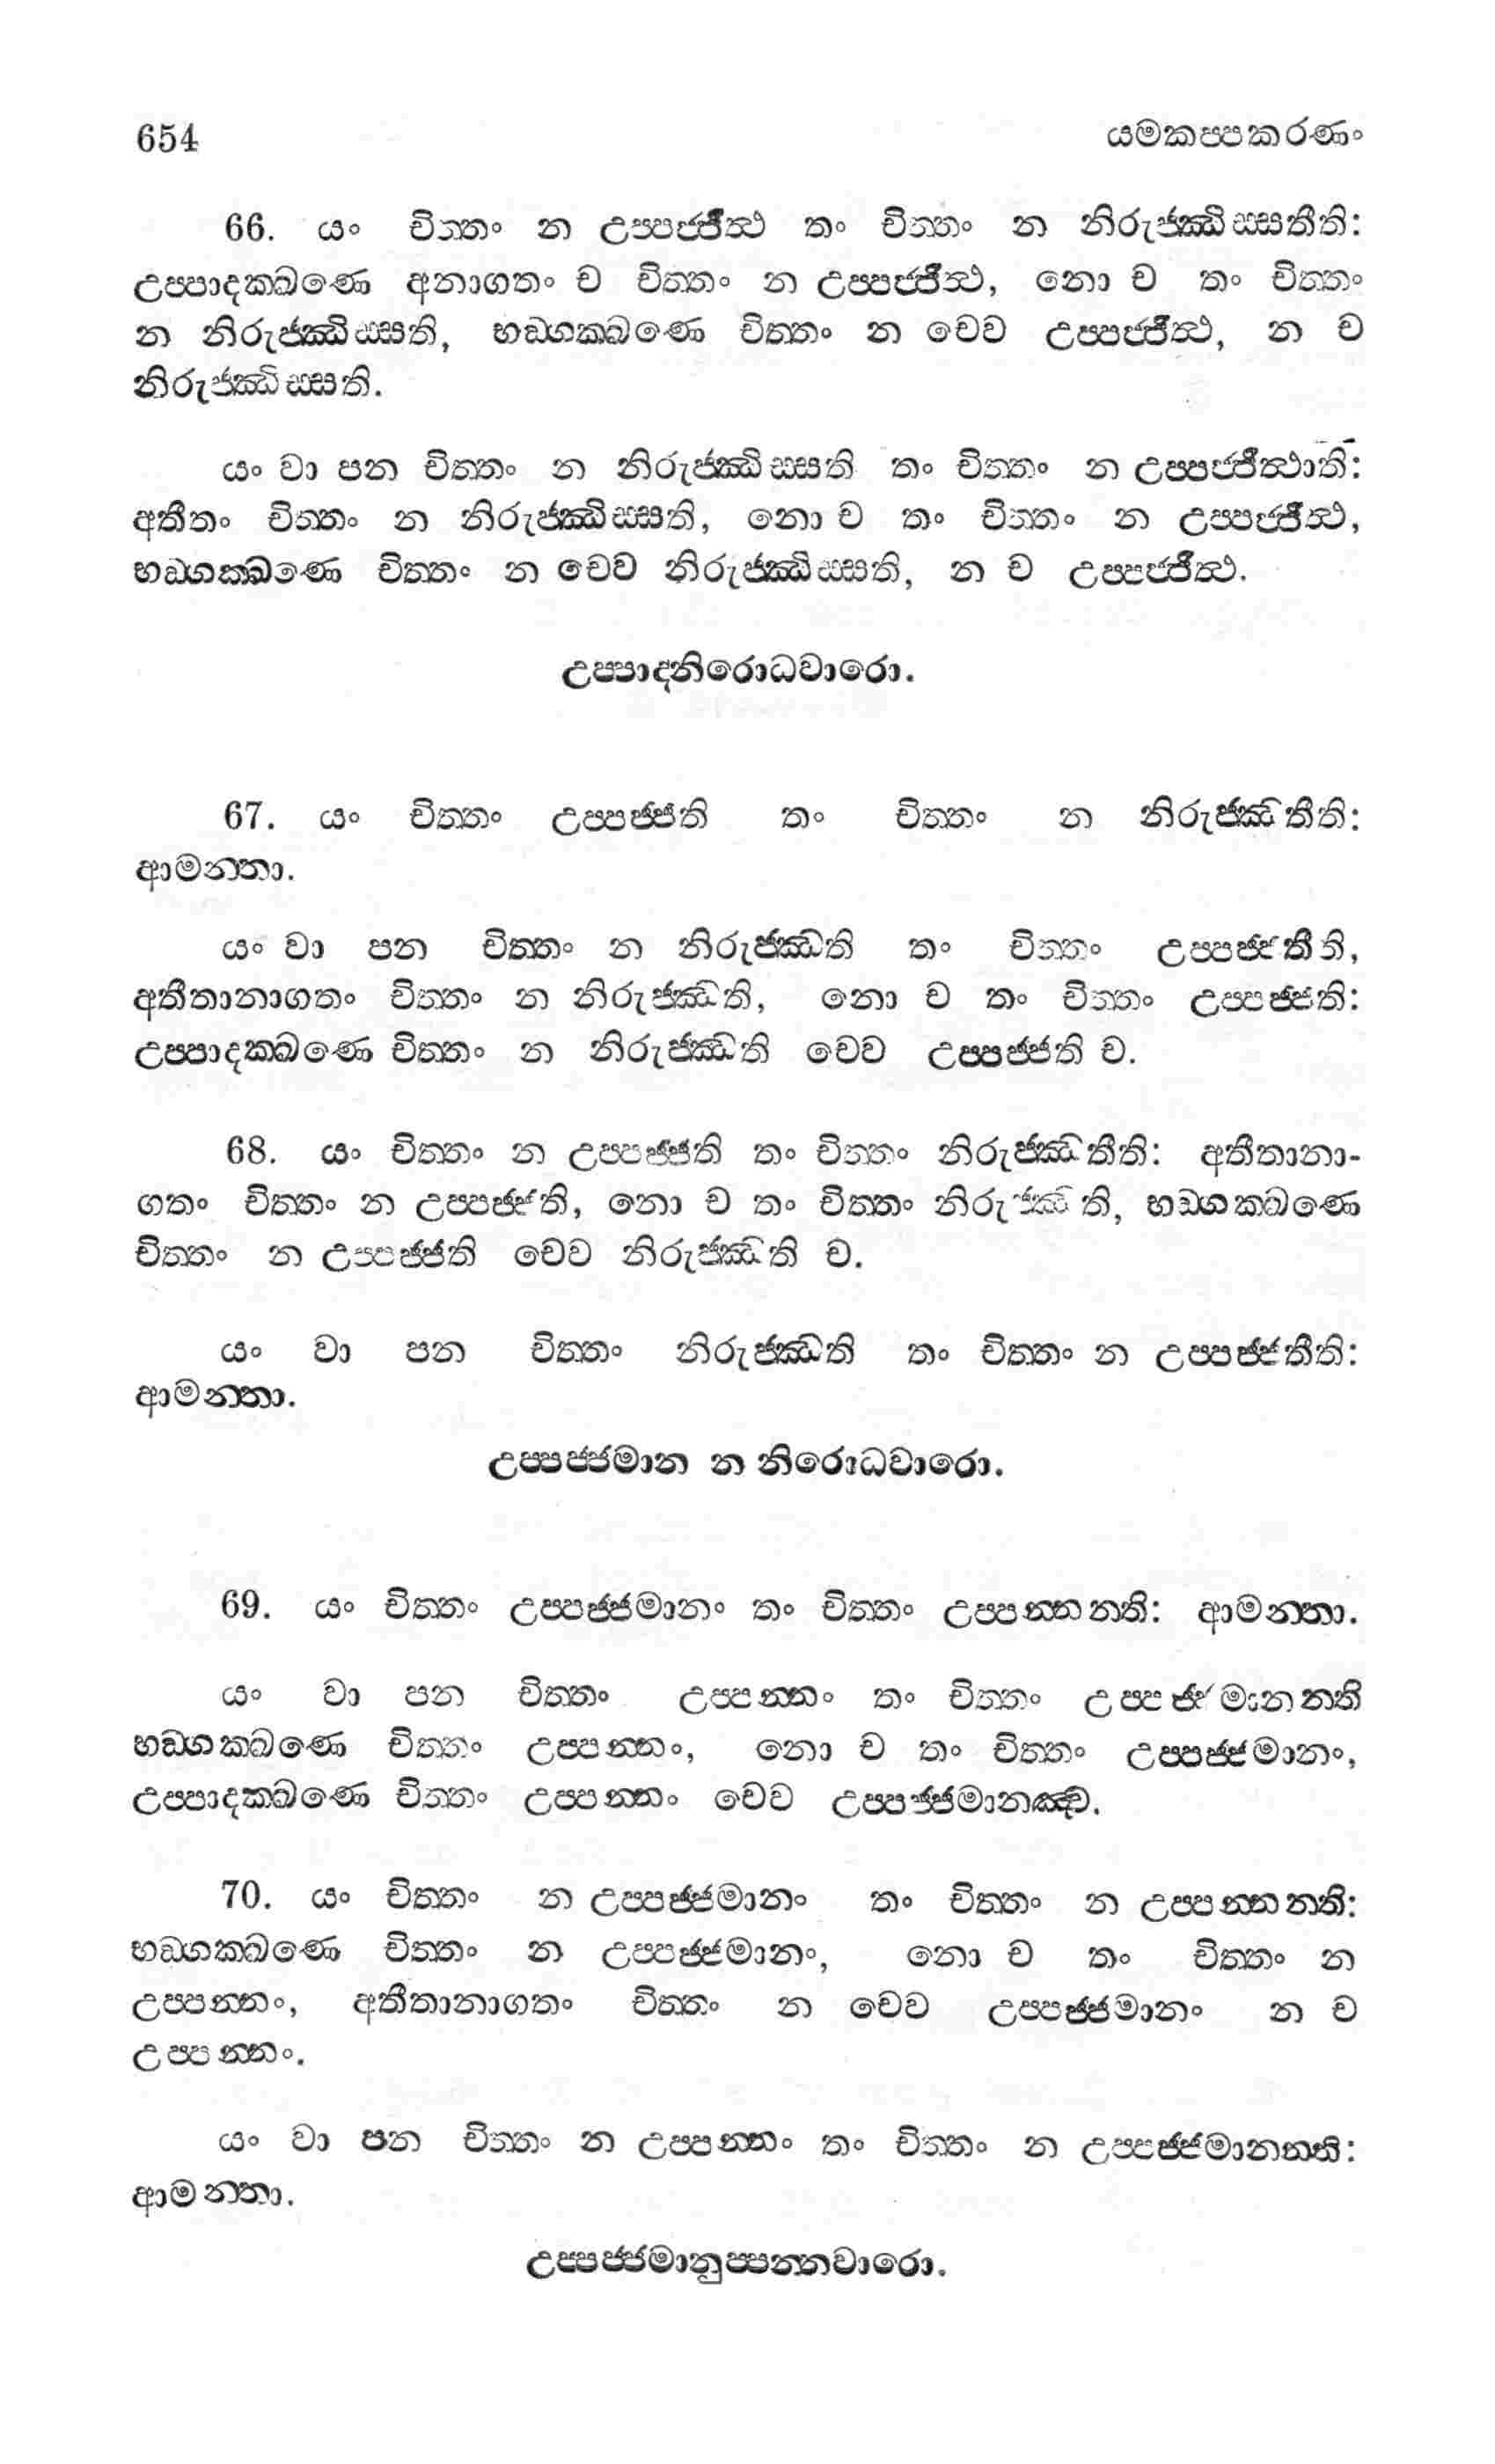 654 යමකප්පකරණං
66. යං චිත්තං න උප්පජ්ජිත්ථ තං චිත්තං න නිරුජ්ඣිස්සතීති:
උප්පාදක්ඛණෙ අනාගතං ච චිත්තං න උප්පජ්ජිත්ථ, නො ච තං චිත්තං
න නිරුජ්ඣිස්සති, භඞ්ගක්ඛණෙ චිත්තං න චෙව උප්පජ්ජිත්ථ, න ච
නිරුජ්ඣිස්සති.
යං වා පන චිත්තං න නිරුජ්ඣිස්සති තං චිත්තං න උප්පජ්ජිත්ථාති:
අතීතං චිත්තං න නිරුජ්ඣිස්සති, නො ච තං චිත්තං න උප්පජ්ජිත්ථ,
භඞ්ගක්ඛණෙ චිත්තං න චෙව නිරුජ්ඣිස්සති, න ච උප්පජ්ජිත්ථ.
උප්පාදනිරොධවාරො.
67. යං චිත්තං උප්පජ්ජති තං චිත්තං න නිරුජ්ඣතීති:
ආමන්තා.
යං වා පන චිත්තං න නිරුජ්ඣති තං චිත්තං උප්පජ්ජතීති,
අතීතානාගතං චිත්තං න නිරුජ්ඣති, නො ච තං චිත්තං උප්පජ්ජති:
උප්පාදක්ඛණෙ චිත්තං න නිරුජ්ඣති චෙව උප්පජ්ජති ච.
68. යං චිත්තං න උප්පජ්ජති තං චිත්තං නිරුජ්ඣතීති: අතීතානා-
ගතං චිත්තං න උප්පජ්ජති, නො ච තං චිත්තං නිරුජ්ඣති, භඞ්ගක්ඛණෙ
චිත්තං න උප්පජ්ජති චෙව නිරුජ්ඣති ච.
යං වා පන චිත්තං නිරුජ්ඣති තං චිත්තං න උප්පජ්ජතීති:
ආමන්තා.
උප්පජ්ජමාන න නිරොධවාරො.
69. යං චිත්තං උප්පජ්ජමානං තං චිත්තං උප්පන්නන්ති: ආමන්තා.
යං වා පන චිත්තං උප්පන්නං තං චිත්තං උප්පජ්ජමානන්ති
භඞ්ගක්ඛණෙ චිත්තං උප්පන්නං, නො ච තං චිත්තං උප්පජ්ජමානං,
උප්පාදක්ඛණෙ චිත්තං උප්පන්නං චෙව උප්පජ්ජමානඤ්ච.
70. යං චිත්තං න උප්පජ්ජමානං තං චිත්තං න උප්පන්නන්ති:
භඞ්ගක්ඛණෙ චිත්තං න උප්පජ්ජමානං, නො ච තං චිත්තං න
උප්පන්නං, අතීතානාගතං චිත්තං න චෙව උප්පජ්ජමානං න ච
උප්පන්නං.
යං වා පන චිත්තං න උප්පන්නං තං චිත්තං න උප්පජ්ජමානන්ති:
ආමන්තා.
උප්පජ්ජමානුප්පන්නවාරො.